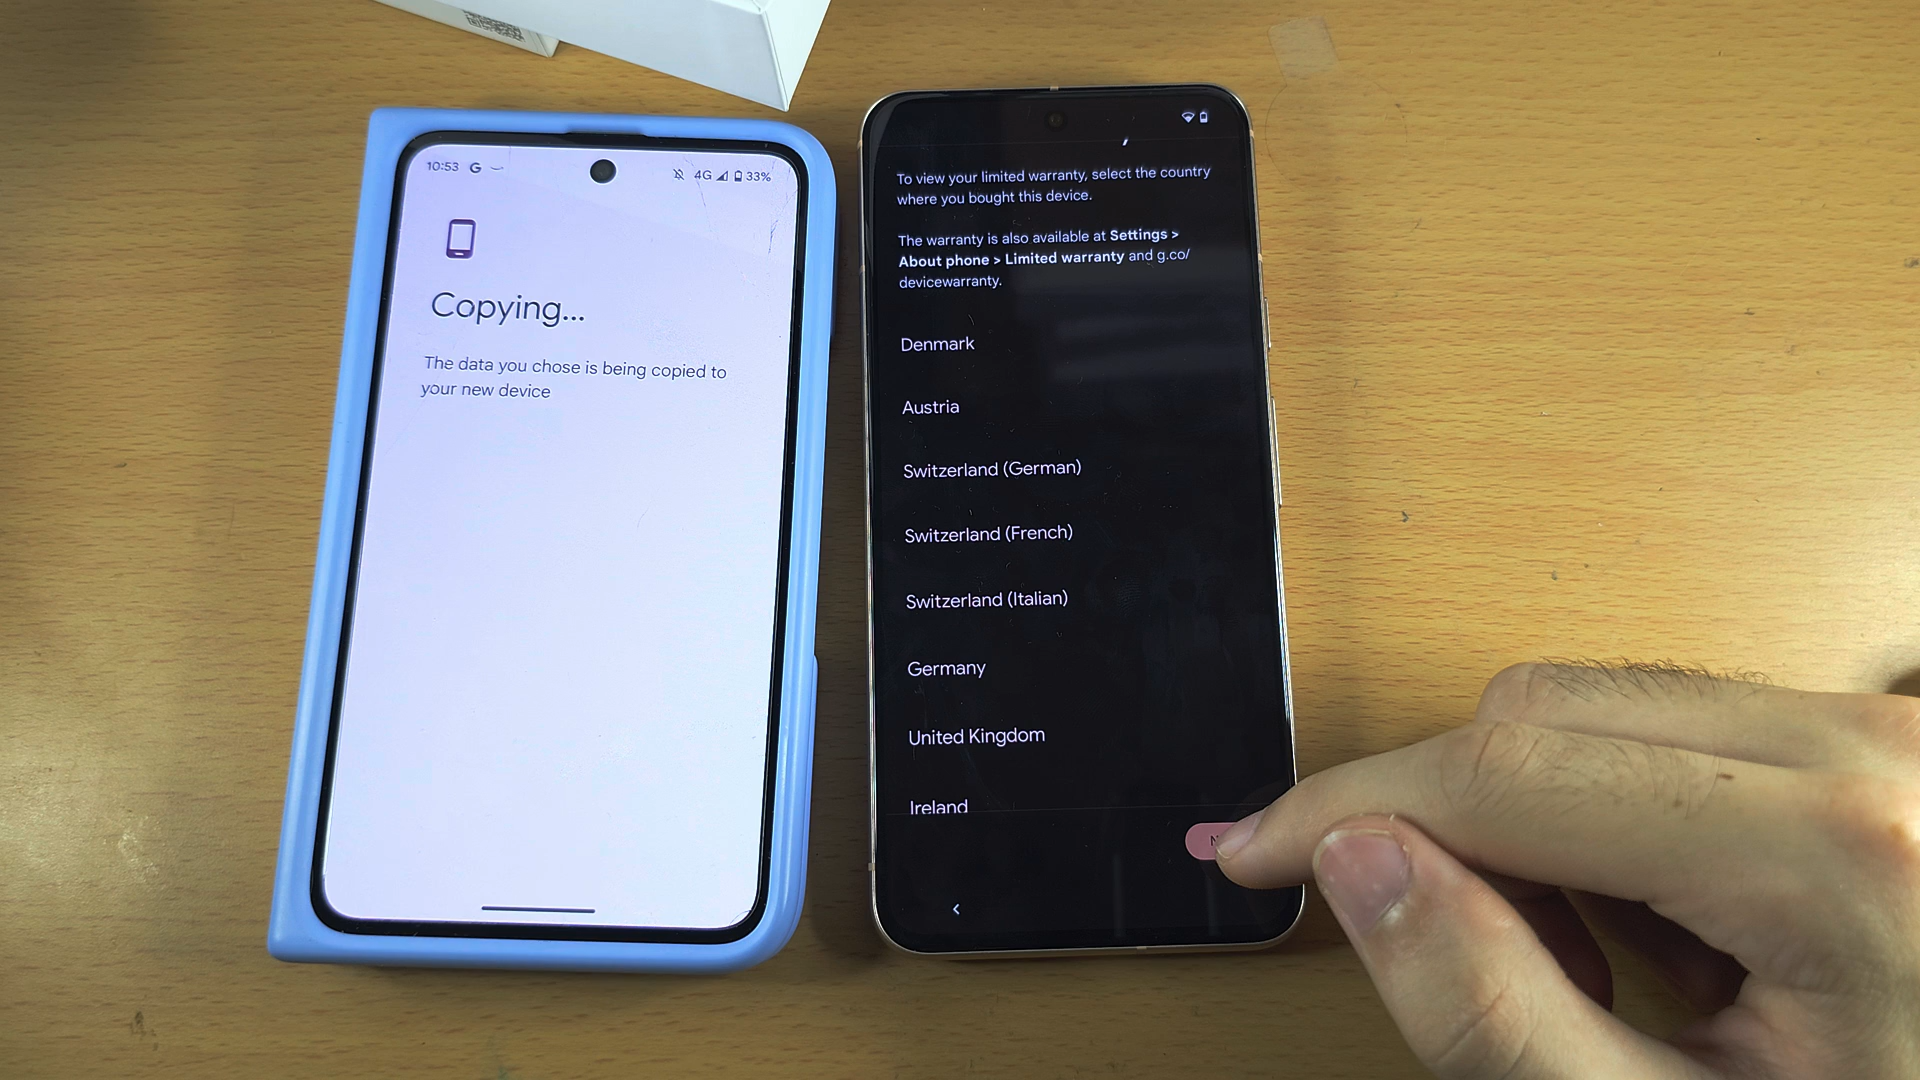 10:53 G
4G 33%
Copying...
The data you chose is being copied to
your new device
To view your limited warranty, select the country
where you bought this device.
The warranty is also available at Settings >
About phone > Limited warranty and g.co/
devicewarranty.
Denmark
Austria
Switzerland (German)
Switzerland (French)
Switzerland (Italian)
Germany
United Kingdom
Ireland